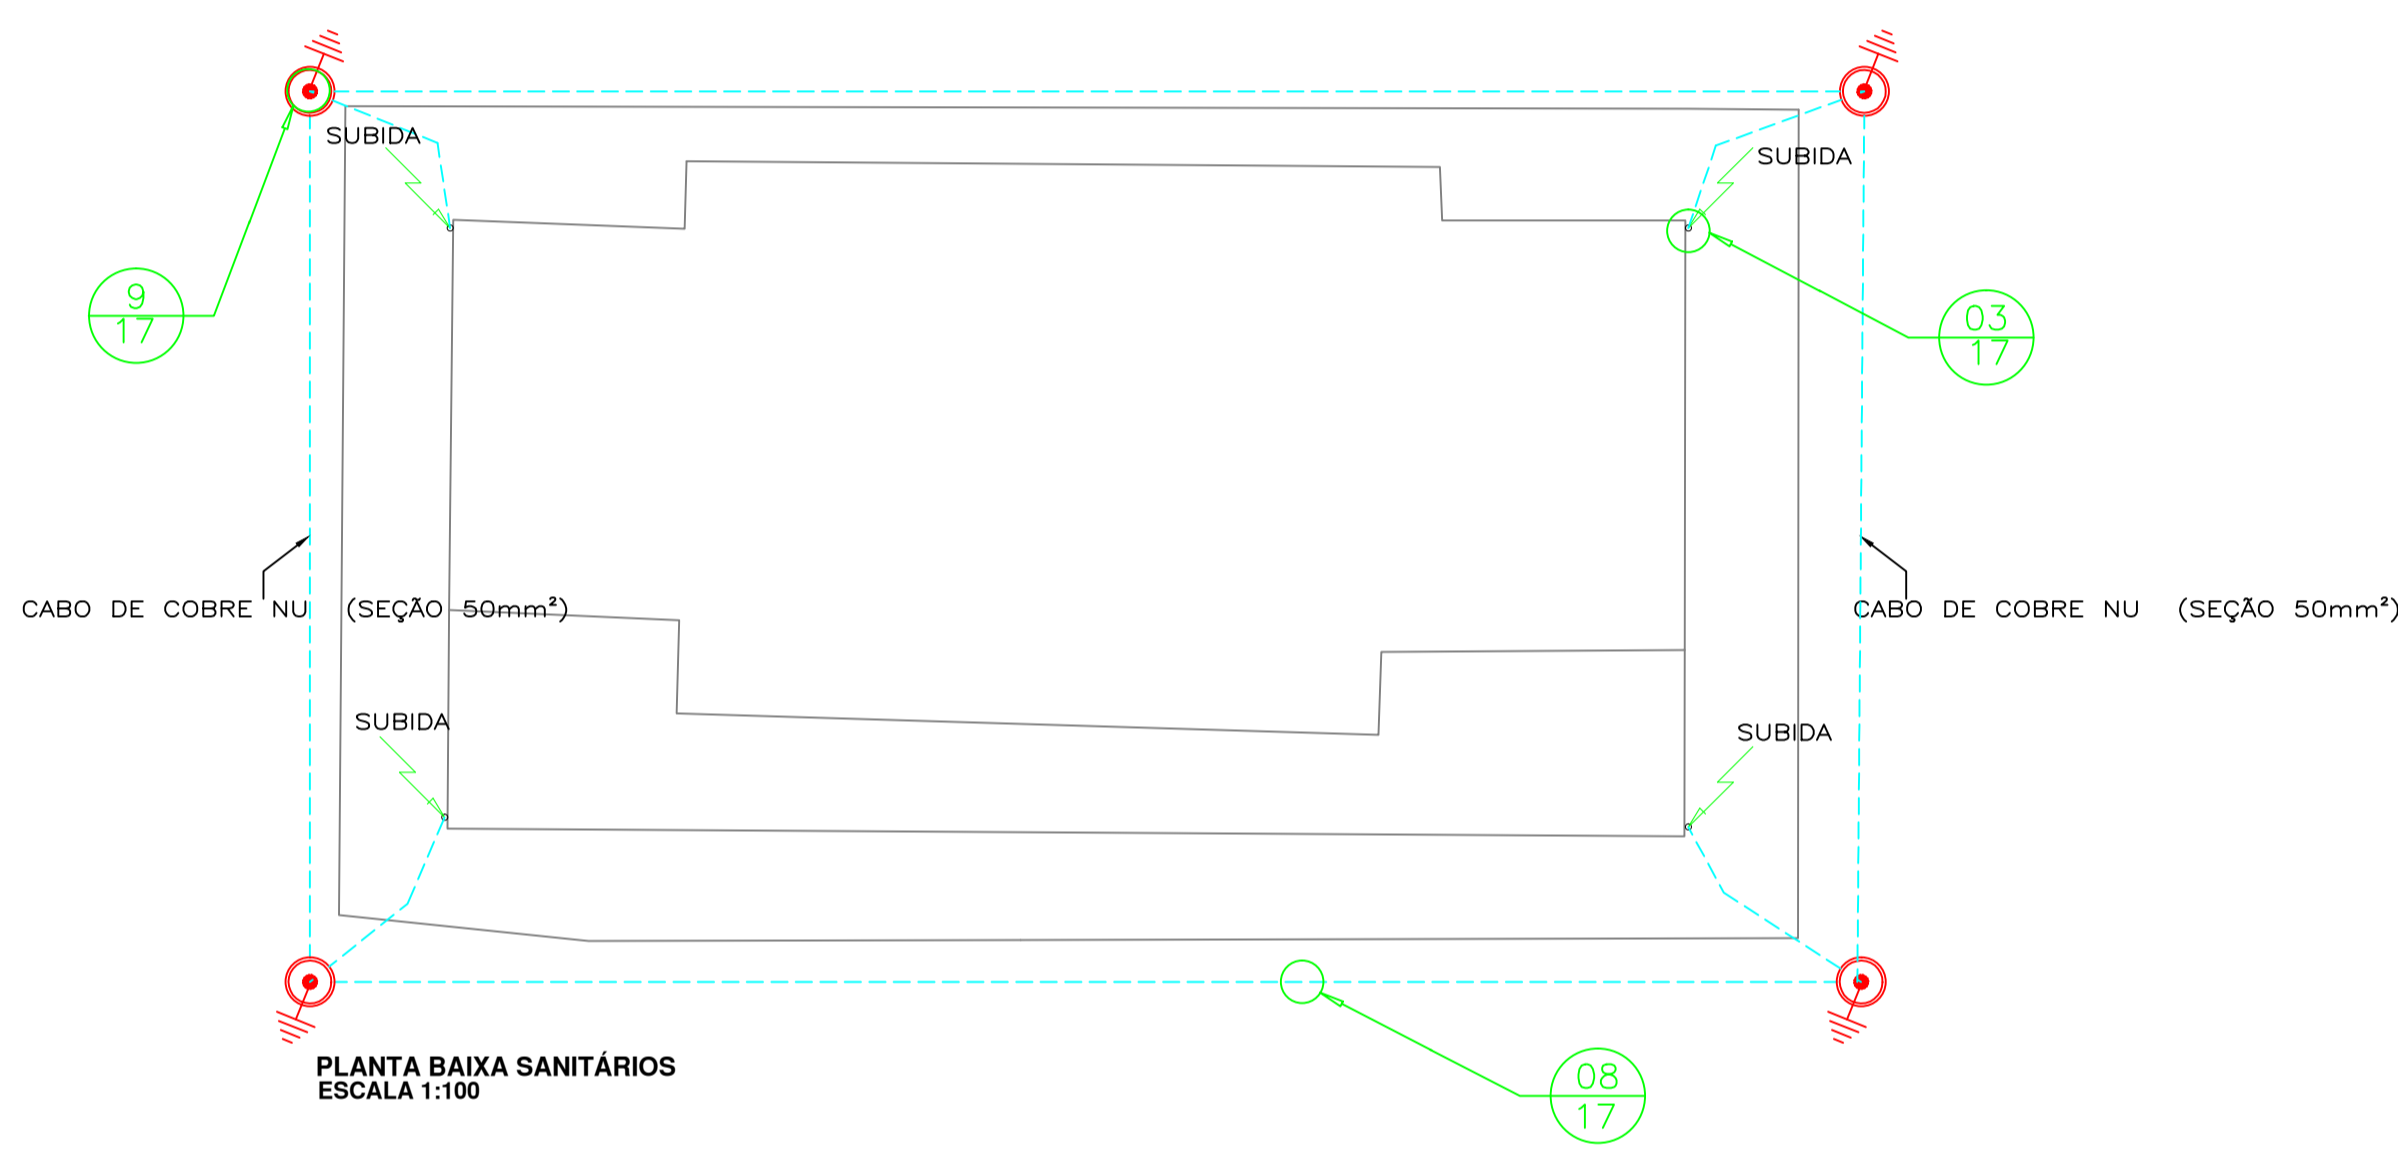 SUBIDA
SUBIDA
9
17
03
17
CABO DE COBRE NU (SEÇÃO 50mm²)
CABO DE COBRE NU (SEÇÃO 50mm²)
SUBIDA
SUBIDA
PLANTA BAIXA SANITÁRIOS
ESCALA 1:100
08
17